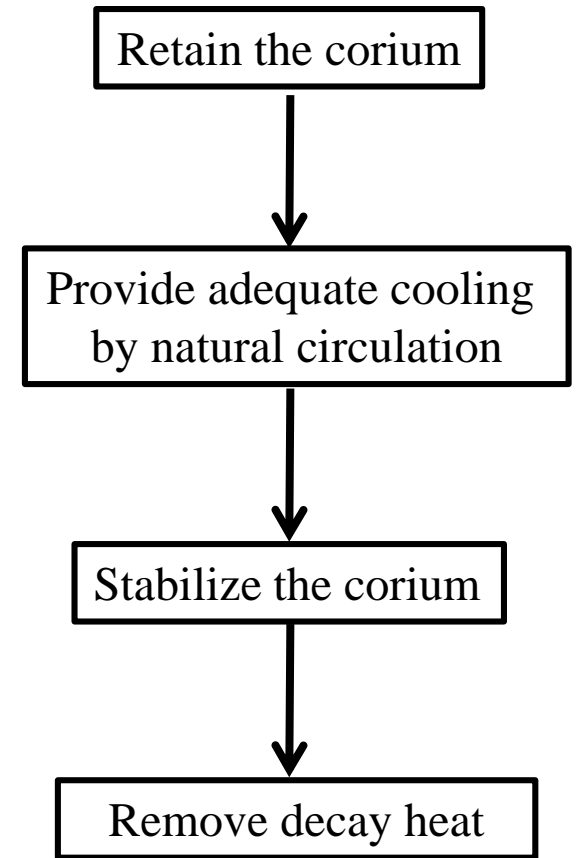 Retain the corium
Provide adequate cooling
by natural circulation
Stabilize the corium
Remove decay heat